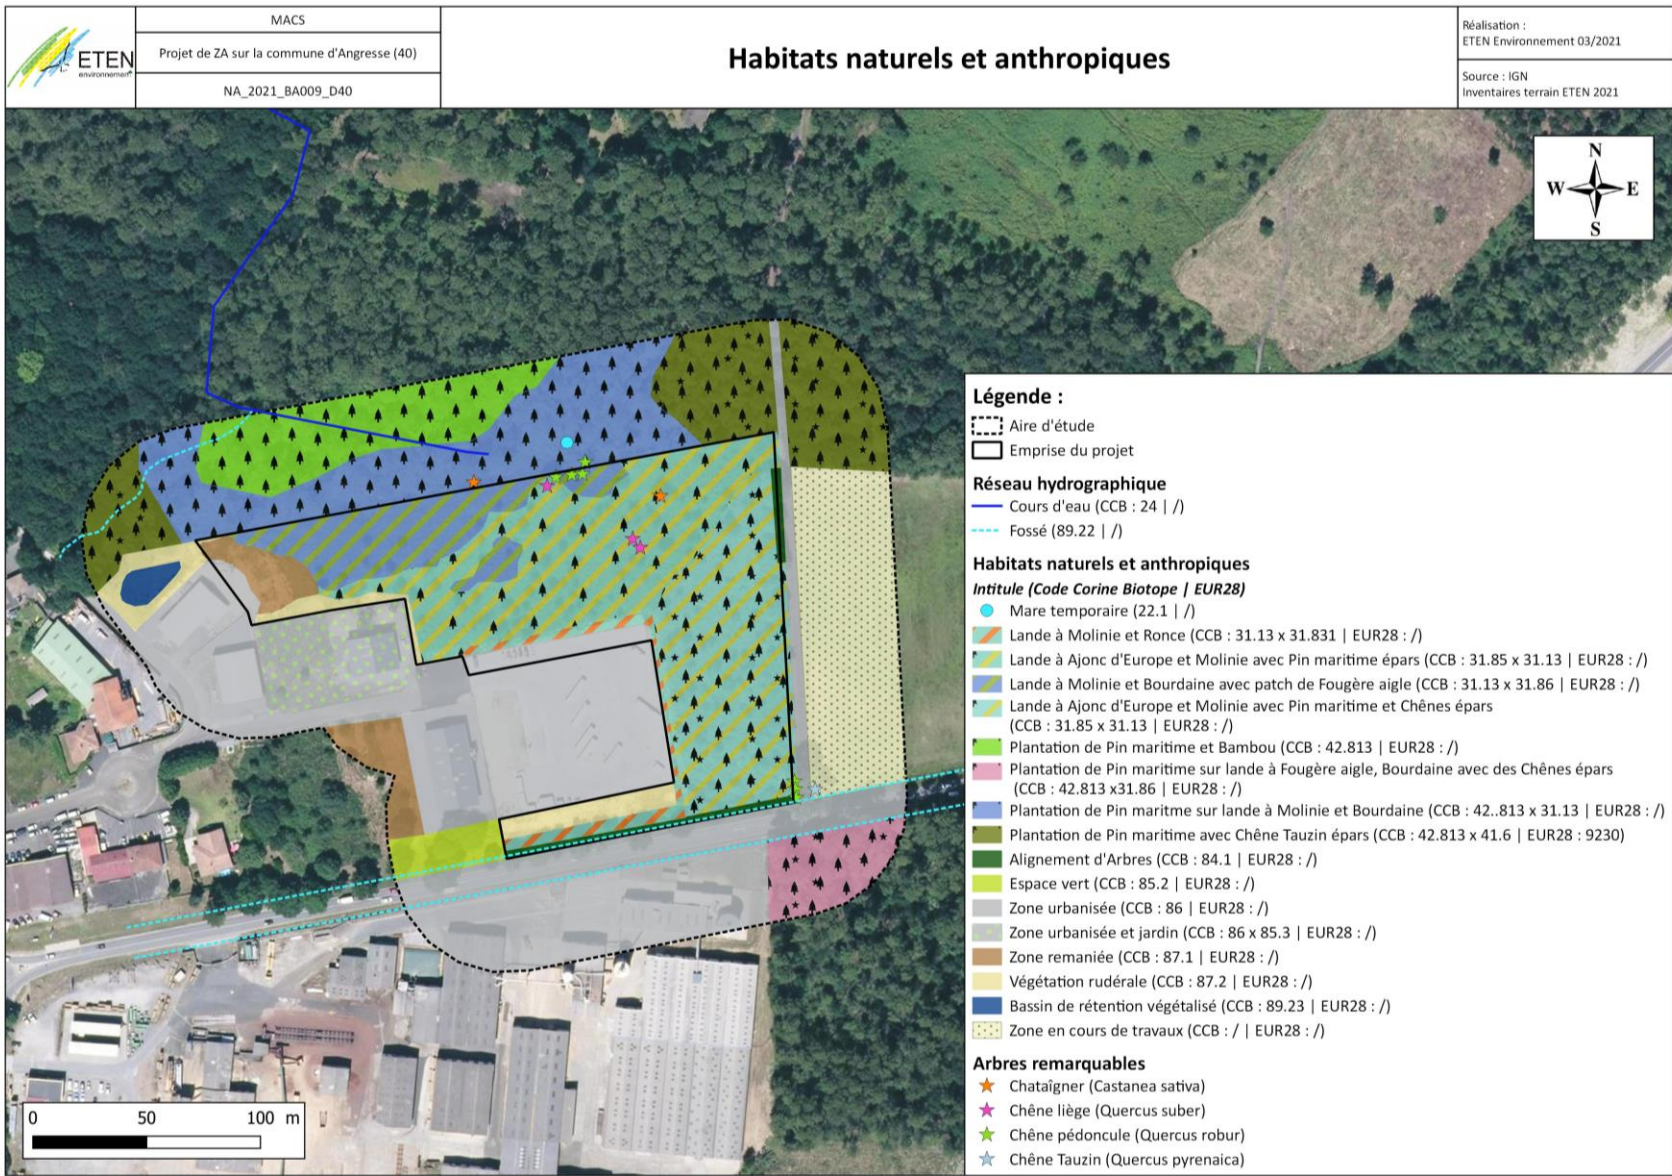 ETEN
environnement
MACS
Projet de ZA sur la commune d'Angresse (40)
NA_2021_BA009_D40
Habitats naturels et anthropiques
Réalisation :
ETEN Environnement 03/2021
Source : IGN
Inventaires terrain ETEN 2021
N
W E
S
Légende :
Aire d'étude
Emprise du projet
Réseau hydrographique
Cours d'eau (CCB : 24 | /)
Fossé (89.22 | /)
Habitats naturels et anthropiques
Intitule (Code Corine Biotope | EUR28)
Mare temporaire (22.1 | /)
Lande à Molinie et Ronce (CCB : 31.13 x 31.831 | EUR28 : /)
Lande à Ajonc d'Europe et Molinie avec Pin maritime épars (CCB : 31.85 x 31.13 | EUR28 : /)
Lande à Molinie et Bourdaine avec patch de Fougère aigle (CCB : 31.13 x 31.86 | EUR28 : /)
Lande à Ajonc d'Europe et Molinie avec Pin maritime et Chênes épars
(CCB : 31.85 x 31.13 | EUR28 : /)
Plantation de Pin maritime et Bambou (CCB : 42.813 | EUR28 : /)
Plantation de Pin maritime sur lande à Fougère aigle, Bourdaine avec des Chênes épars
(CCB : 42.813 x31.86 | EUR28 : /)
Plantation de Pin maritme sur lande à Molinie et Bourdaine (CCB : 42..813 x 31.13 | EUR28 : /)
Plantation de Pin maritime avec Chêne Tauzin épars (CCB : 42.813 x 41.6 | EUR28 : 9230)
Alignement d'Arbres (CCB : 84.1 | EUR28 : /)
Espace vert (CCB : 85.2 | EUR28 : /)
Zone urbanisée (CCB : 86 | EUR28 : /)
Zone urbanisée et jardin (CCB : 86 x 85.3 | EUR28 : /)
Zone remaniée (CCB : 87.1 | EUR28 : /)
Végétation rudérale (CCB : 87.2 | EUR28 : /)
Bassin de rétention végétalisé (CCB : 89.23 | EUR28 : /)
Zone en cours de travaux (CCB : / | EUR28 : /)
Arbres remarquables
Chataîgner (Castanea sativa)
Chêne liège (Quercus suber)
Chêne pédoncule (Quercus robur)
Chêne Tauzin (Quercus pyrenaica)
0 50 100 m